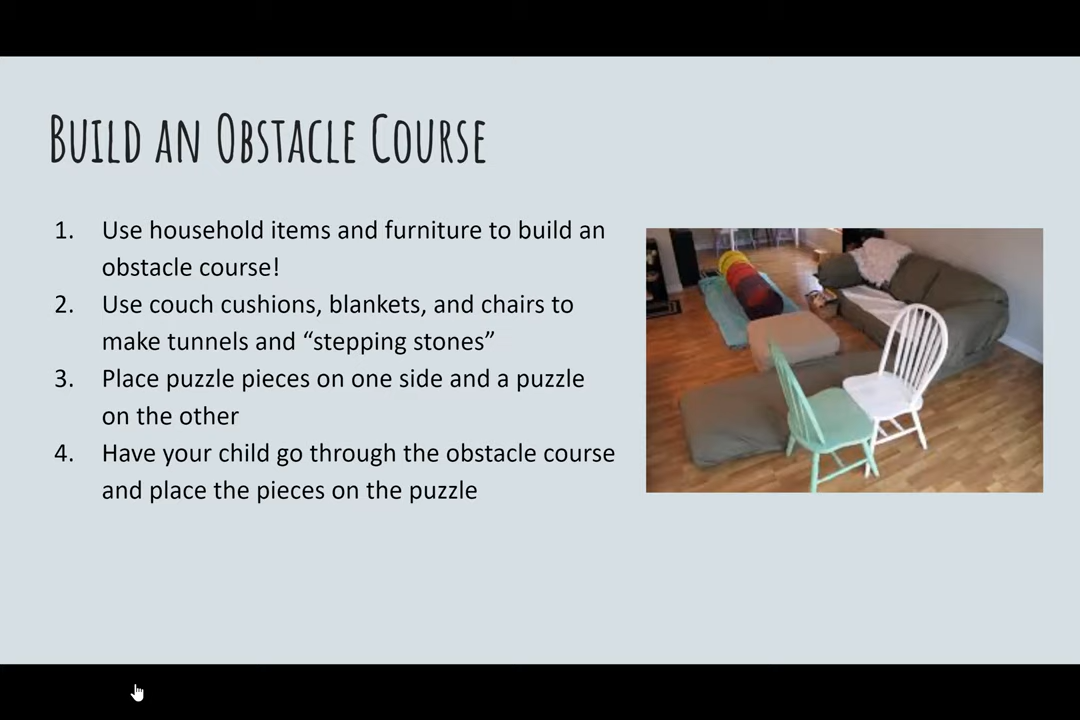 Build an Obstacle Course
1. Use household items and furniture to build an
obstacle course!
2. Use couch cushions, blankets, and chairs to
make tunnels and “stepping stones”
3. Place puzzle pieces on one side and a puzzle
on the other
4. Have your child go through the obstacle course
and place the pieces on the puzzle